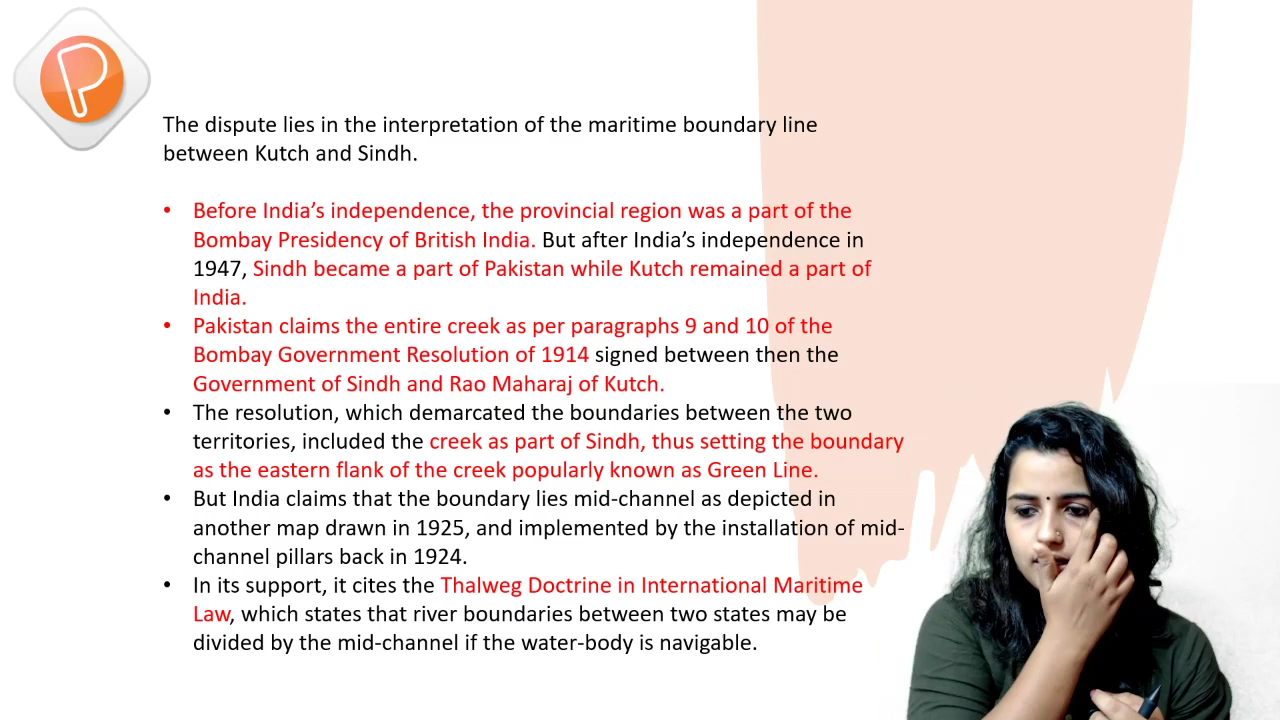 The dispute lies in the interpretation of the maritime boundary line
between Kutch and Sindh.
• Before India’s independence, the provincial region was a part of the
Bombay Presidency of British India. But after India’s independence in
1947, Sindh became a part of Pakistan while Kutch remained a part of
India.
• Pakistan claims the entire creek as per paragraphs 9 and 10 of the
Bombay Government Resolution of 1914 signed between then the
Government of Sindh and Rao Maharaj of Kutch.
• The resolution, which demarcated the boundaries between the two
territories, included the creek as part of Sindh, thus setting the boundary
as the eastern flank of the creek popularly known as Green Line.
• But India claims that the boundary lies mid-channel as depicted in
another map drawn in 1925, and implemented by the installation of mid-
channel pillars back in 1924.
• In its support, it cites the Thalweg Doctrine in International Maritime
Law, which states that river boundaries between two states may be
divided by the mid-channel if the water-body is navigable.